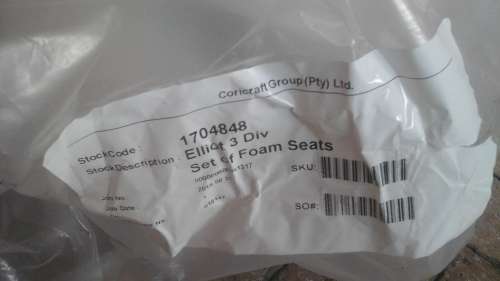 Coricraft Group (Pty) Ltd.
StockCode : 1704848
StockDescription : Elliot 3 Div
Set of Foam Seats
SKU:
SO#: